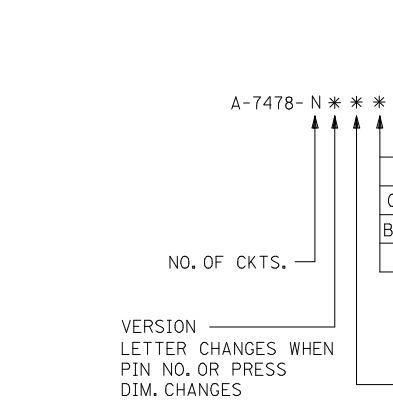 A-7478-N***
NO. OF CKTS.
VERSION
LETTER CHANGES WHEN
PIN NO. OR PRESS
DIM. CHANGES
B